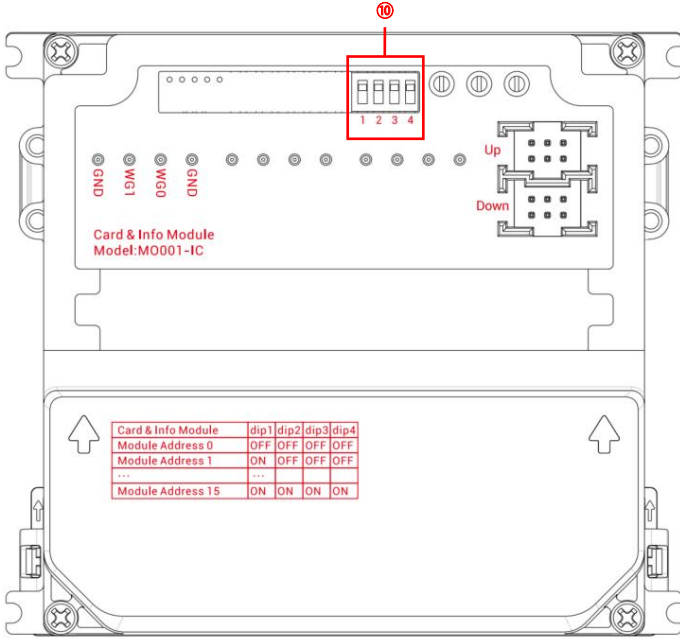 ⑩
1 2 3 4
Up
GND WG1 WG0 GND
Down
Card & Info Module
Model:MO001-IC
Card & Info Module dip1 dip2 dip3 dip4
Module Address 0 OFF OFF OFF OFF
Module Address 1 ON OFF OFF OFF
... ...
Module Address 15 ON ON ON ON